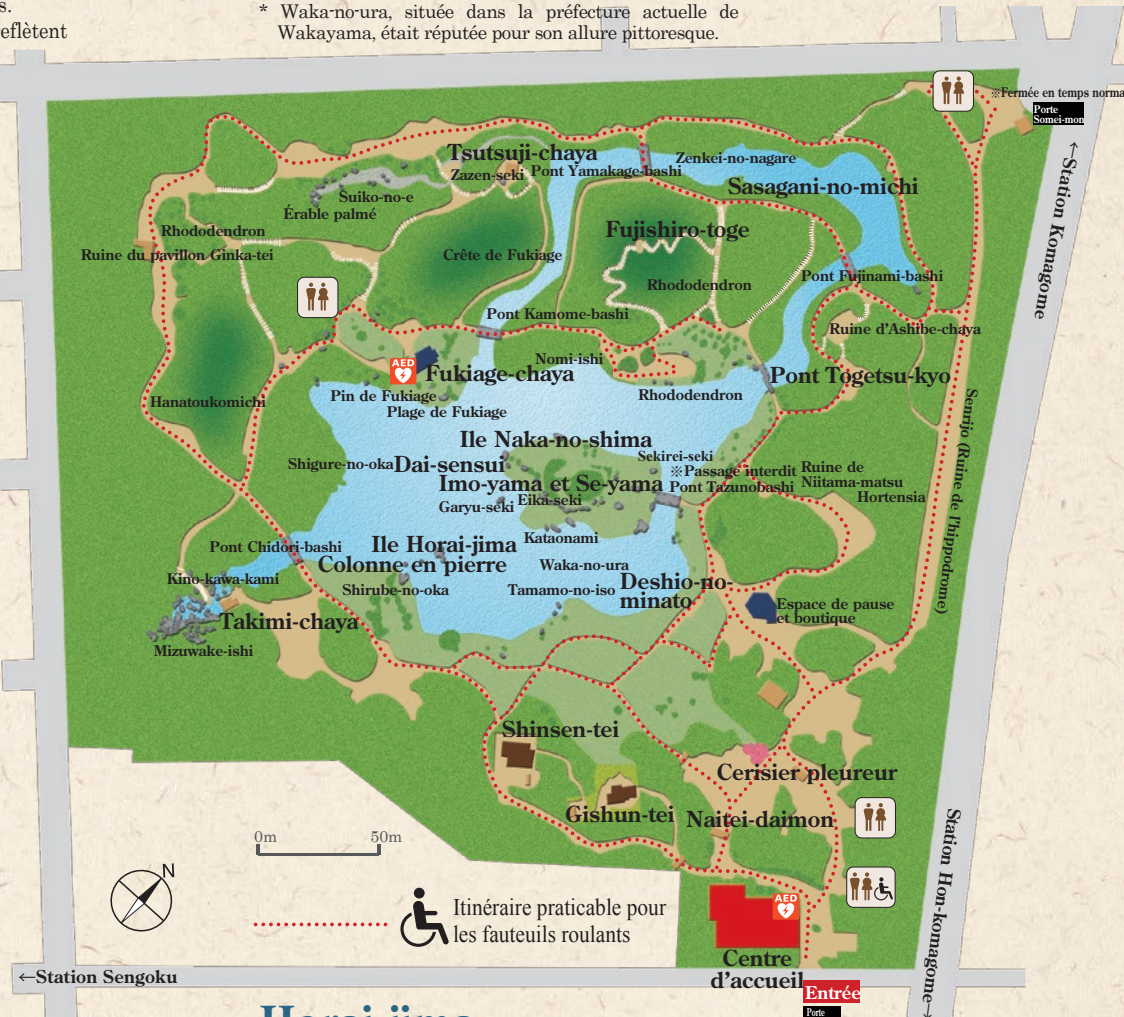 s.
reflètent
* Waka-no-ura, située dans la préfecture actuelle de
Wakayama, était réputée pour son allure pittoresque.
※Fermée en temps norma
Porte
Somei-mon
←Station Komagome
Tsutsuji-chaya
Zazen-seki
Pont Yamakage-bashi
Zenkei-no-nagare
Sasagani-no-michi
Suiko-no-e
Érable palmé
Rhododendron
Ruine du pavillon Ginka-tei
Crête de Fukiage
Fujishiro-toge
Rhododendron
Pont Fujinami-bashi
Pont Kamome-bashi
Ruine d'Ashibe-chaya
Nomi-ishi
AED
Fukiage-chaya
Pont Togetsu-kyo
Pin de Fukiage
Plage de Fukiage
Rhododendron
Hanatoukomichi
Senrijo (Ruine de l'hippodrome)
Ile Naka-no-shima
Shigure-no-oka
Dai-sensui
Sekirei-seki
※Passage interdit
Pont Tazunobashi
Ruine de
Niitama-matsu
Hortensia
Imo-yama et Se-yama
Garyu-seki
Eika-seki
Kataonami
Pont Chidori-bashi
Ile Horai-jima
Colonne en pierre
Waka-no-ura
Kino-kawa-kami
Shirube-no-oka
Tamamo-no-iso
Deshio-no-
minato
Espace de pause
et boutique
Takimi-chaya
Mizuwake-ishi
Shinsen-tei
Cerisier pleureur
Gishun-tei
Naitei-daimon
0m
50m
N
Itinéraire praticable pour
les fauteuils roulants
AED
Station Hon-komagome→
Centre
d'accueil
←Station Sengoku
Entrée
Porte
Horai-jima